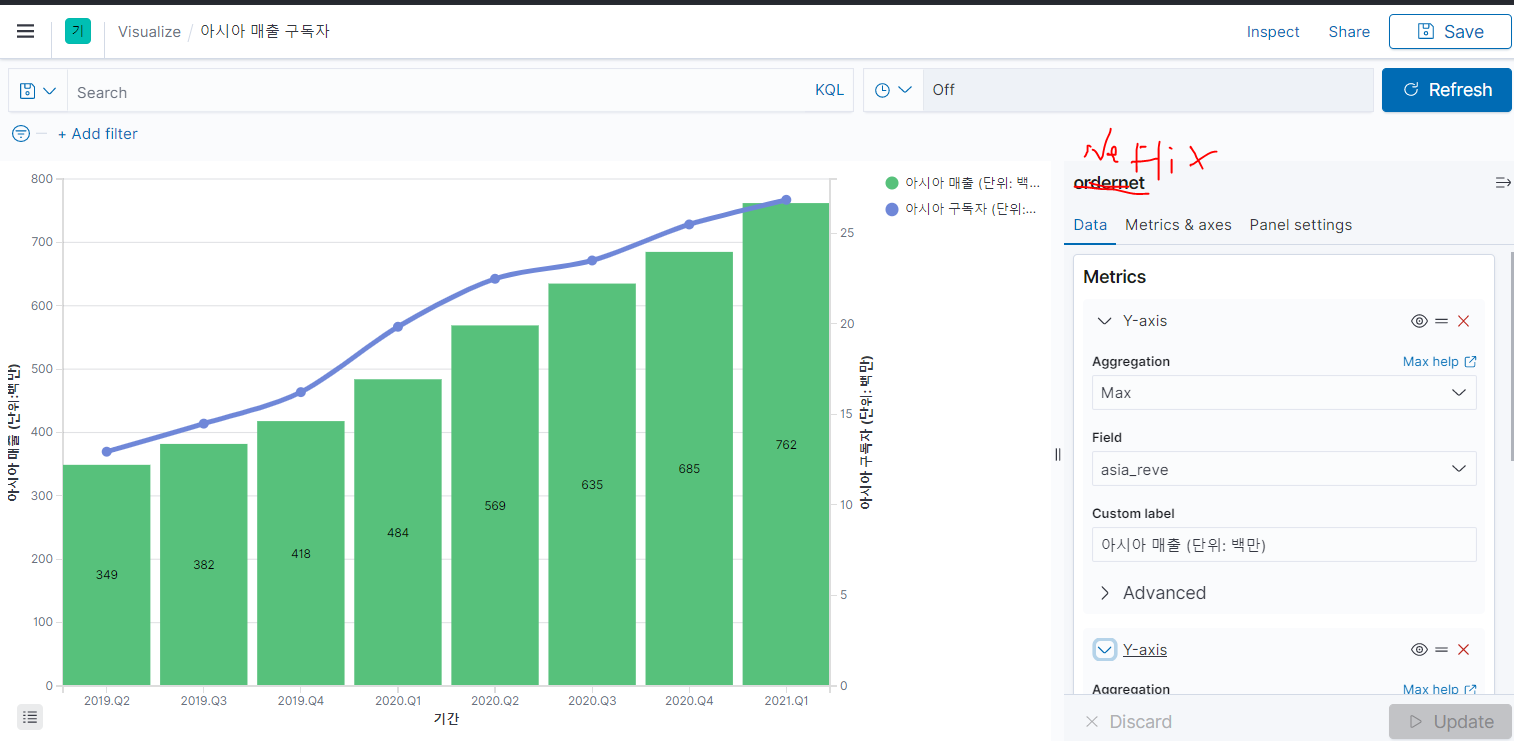 기 Visualize / 아시아 매출 구독자 Inspect Share Save
Search KQL Off Refresh
+ Add filter
Netflix
ordernet
Data Metrics & axes Panel settings
아시아 매출 (단위: 백...
아시아 구독자 (단위:...
아시아 매출 (단위:백만)
800
700
600
500
400
300
200
100
0
349 382 418 484 569 635 685 762
25
20
15
10
5
0
아시아 구독자 (단위: 백만)
2019.Q2 2019.Q3 2019.Q4 2020.Q1 2020.Q2 2020.Q3 2020.Q4 2021.Q1
기간
Metrics
Y-axis
Aggregation Max help
Max
Field
asia_reve
Custom label
아시아 매출 (단위: 백만)
Advanced
Y-axis
Aggregation Max help
Discard Update